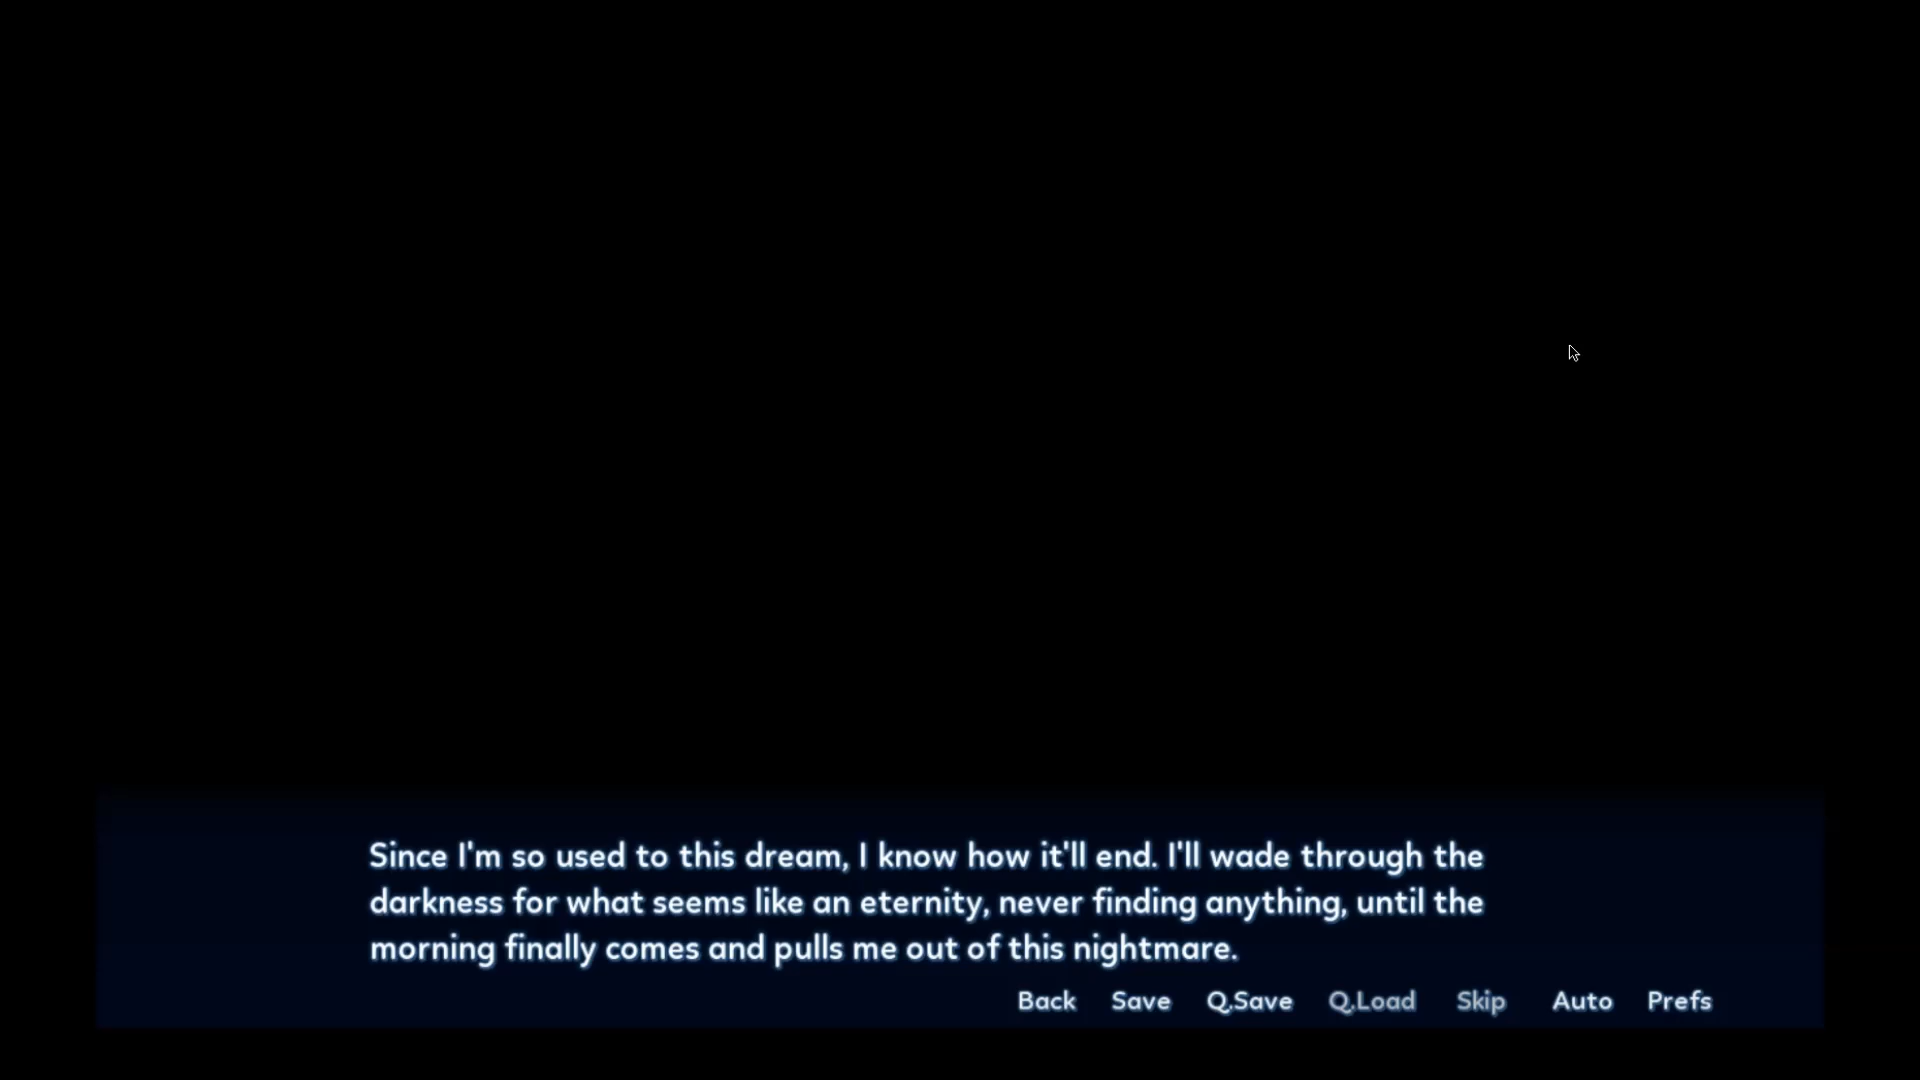 Since I'm so used to this dream, I know how it'll end. I'll wade through the
darkness for what seems like an eternity, never finding anything, until the
morning finally comes and pulls me out of this nightmare.
Back Save Q.Save Q.Load Skip Auto Prefs